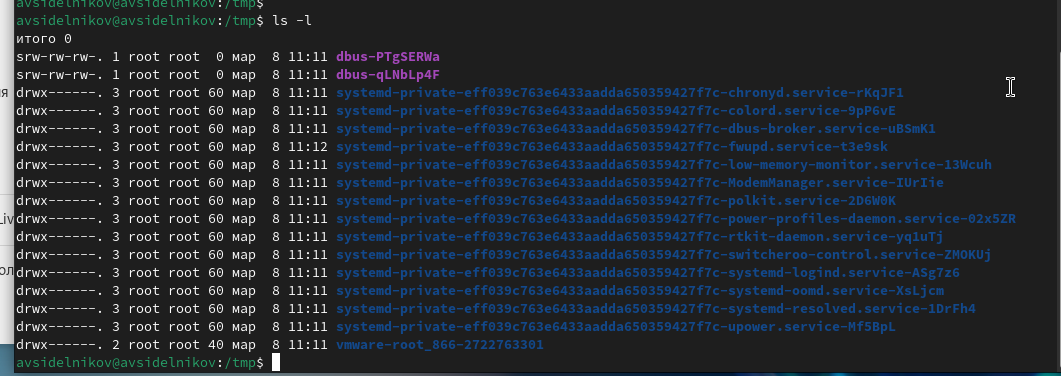 avsidelnikov@avsidelnikov:/tmp$
avsidelnikov@avsidelnikov:/tmp$ ls -l
итого 0
srw-rw-rw-. 1 root root  0 мар  8 11:11 dbus-PTgSERWa
srw-rw-rw-. 1 root root  0 мар  8 11:11 dbus-qLNbLp4F
drwx------. 3 root root 60 мар  8 11:11 systemd-private-eff039c763e6433aadda650359427f7c-chronyd.service-rKqJF1
drwx------. 3 root root 60 мар  8 11:11 systemd-private-eff039c763e6433aadda650359427f7c-colord.service-9pP6vE
drwx------. 3 root root 60 мар  8 11:11 systemd-private-eff039c763e6433aadda650359427f7c-dbus-broker.service-uBSmK1
drwx------. 3 root root 60 мар  8 11:12 systemd-private-eff039c763e6433aadda650359427f7c-fwupd.service-t3e9sk
drwx------. 3 root root 60 мар  8 11:11 systemd-private-eff039c763e6433aadda650359427f7c-low-memory-monitor.service-13Wcuh
drwx------. 3 root root 60 мар  8 11:11 systemd-private-eff039c763e6433aadda650359427f7c-ModemManager.service-IUrIie
drwx------. 3 root root 60 мар  8 11:11 systemd-private-eff039c763e6433aadda650359427f7c-polkit.service-2D6W0K
drwx------. 3 root root 60 мар  8 11:11 systemd-private-eff039c763e6433aadda650359427f7c-power-profiles-daemon.service-02x5ZR
drwx------. 3 root root 60 мар  8 11:11 systemd-private-eff039c763e6433aadda650359427f7c-rtkit-daemon.service-yq1uTj
drwx------. 3 root root 60 мар  8 11:11 systemd-private-eff039c763e6433aadda650359427f7c-switcheroo-control.service-ZMOKUj
drwx------. 3 root root 60 мар  8 11:11 systemd-private-eff039c763e6433aadda650359427f7c-systemd-logind.service-ASg7z6
drwx------. 3 root root 60 мар  8 11:11 systemd-private-eff039c763e6433aadda650359427f7c-systemd-oomd.service-XsLjcm
drwx------. 3 root root 60 мар  8 11:11 systemd-private-eff039c763e6433aadda650359427f7c-systemd-resolved.service-1DrFh4
drwx------. 3 root root 60 мар  8 11:11 systemd-private-eff039c763e6433aadda650359427f7c-upower.service-Mf5BpL
drwx------. 2 root root 40 мар  8 11:11 vmware-root_866-2722763301
avsidelnikov@avsidelnikov:/tmp$